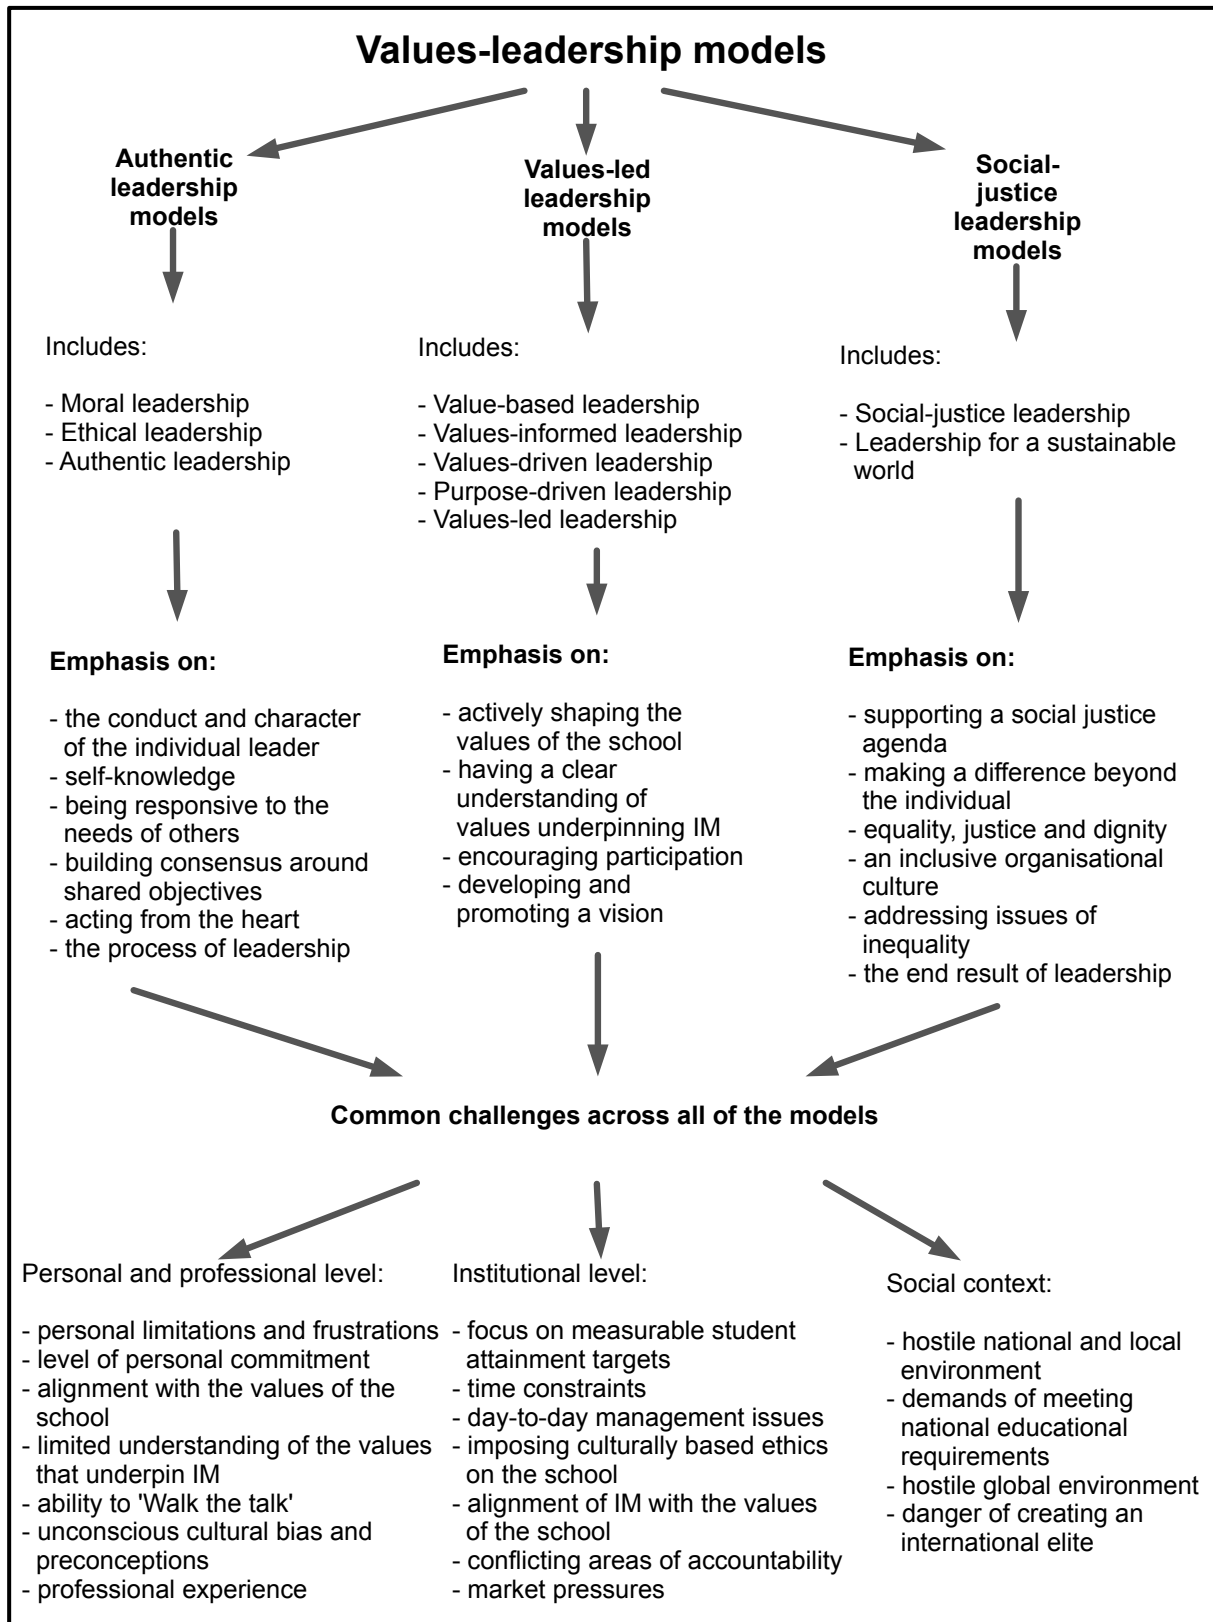 Values-leadership models
Authentic
leadership
models
Values-led
leadership
models
Social-
justice
leadership
models
Includes:
- Moral leadership
- Ethical leadership
- Authentic leadership
Includes:
- Value-based leadership
- Values-informed leadership
- Values-driven leadership
- Purpose-driven leadership
- Values-led leadership
Includes:
- Social-justice leadership
- Leadership for a sustainable
world
Emphasis on:
- the conduct and character
of the individual leader
- self-knowledge
- being responsive to the
needs of others
- building consensus around
shared objectives
- acting from the heart
- the process of leadership
Emphasis on:
- actively shaping the
values of the school
- having a clear
understanding of
values underpinning IM
- encouraging participation
- developing and
promoting a vision
Emphasis on:
- supporting a social justice
agenda
- making a difference beyond
the individual
- equality, justice and dignity
- an inclusive organisational
culture
- addressing issues of
inequality
- the end result of leadership
Common challenges across all of the models
Personal and professional level:
- personal limitations and frustrations
- level of personal commitment
- alignment with the values of the
school
- limited understanding of the values
that underpin IM
- ability to 'Walk the talk'
- unconscious cultural bias and
preconceptions
- professional experience
Institutional level:
- focus on measurable student
attainment targets
- time constraints
- day-to-day management issues
- imposing culturally based ethics
on the school
- alignment of IM with the values
of the school
- conflicting areas of accountability
- market pressures
Social context:
- hostile national and local
environment
- demands of meeting
national educational
requirements
- hostile global environment
- danger of creating an
international elite